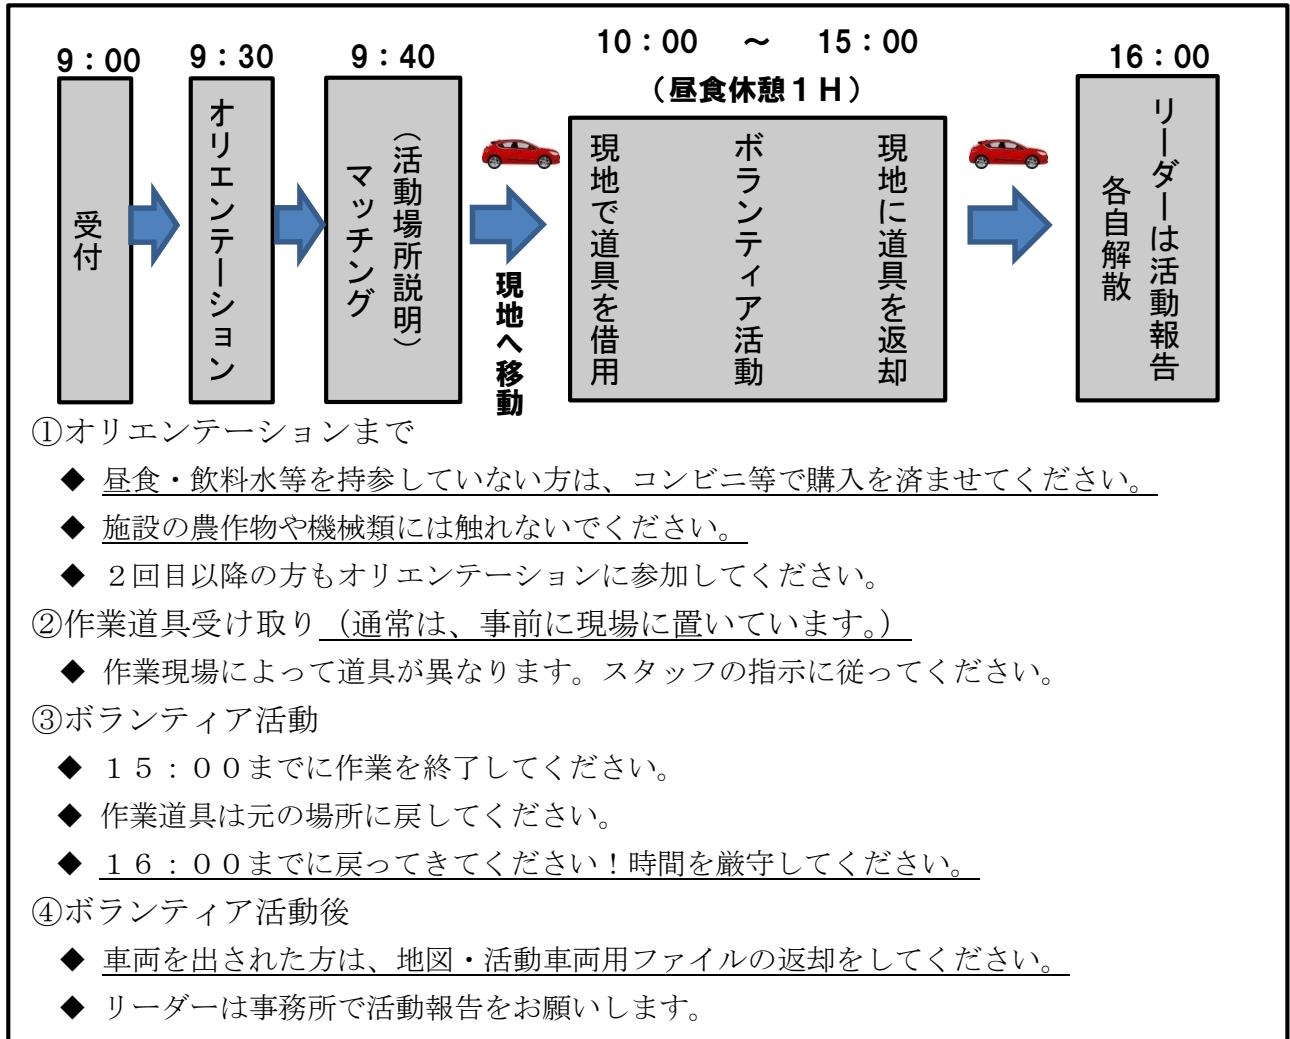 9：00
受付
9：30
オリエンテーション
9：40
（活動場所説明）
マッチング
現地へ移動
10：00　～　15：00
（昼食休憩１Ｈ）
現地で道具を借用
ボランティア活動
現地に道具を返却
16：00
リーダーは活動報告
各自解散
①オリエンテーションまで
◆ 昼食・飲料水等を持参していない方は、コンビニ等で購入を済ませてください。
◆ 施設の農作物や機械類には触れないでください。
◆ ２回目以降の方もオリエンテーションに参加してください。
②作業道具受け取り（通常は、事前に現場に置いています。）
◆ 作業現場によって道具が異なります。スタッフの指示に従ってください。
③ボランティア活動
◆ １５：００までに作業を終了してください。
◆ 作業道具は元の場所に戻してください。
◆ １６：００までに戻ってきてください！時間を厳守してください。
④ボランティア活動後
◆ 車両を出された方は、地図・活動車両用ファイルの返却をしてください。
◆ リーダーは事務所で活動報告をお願いします。